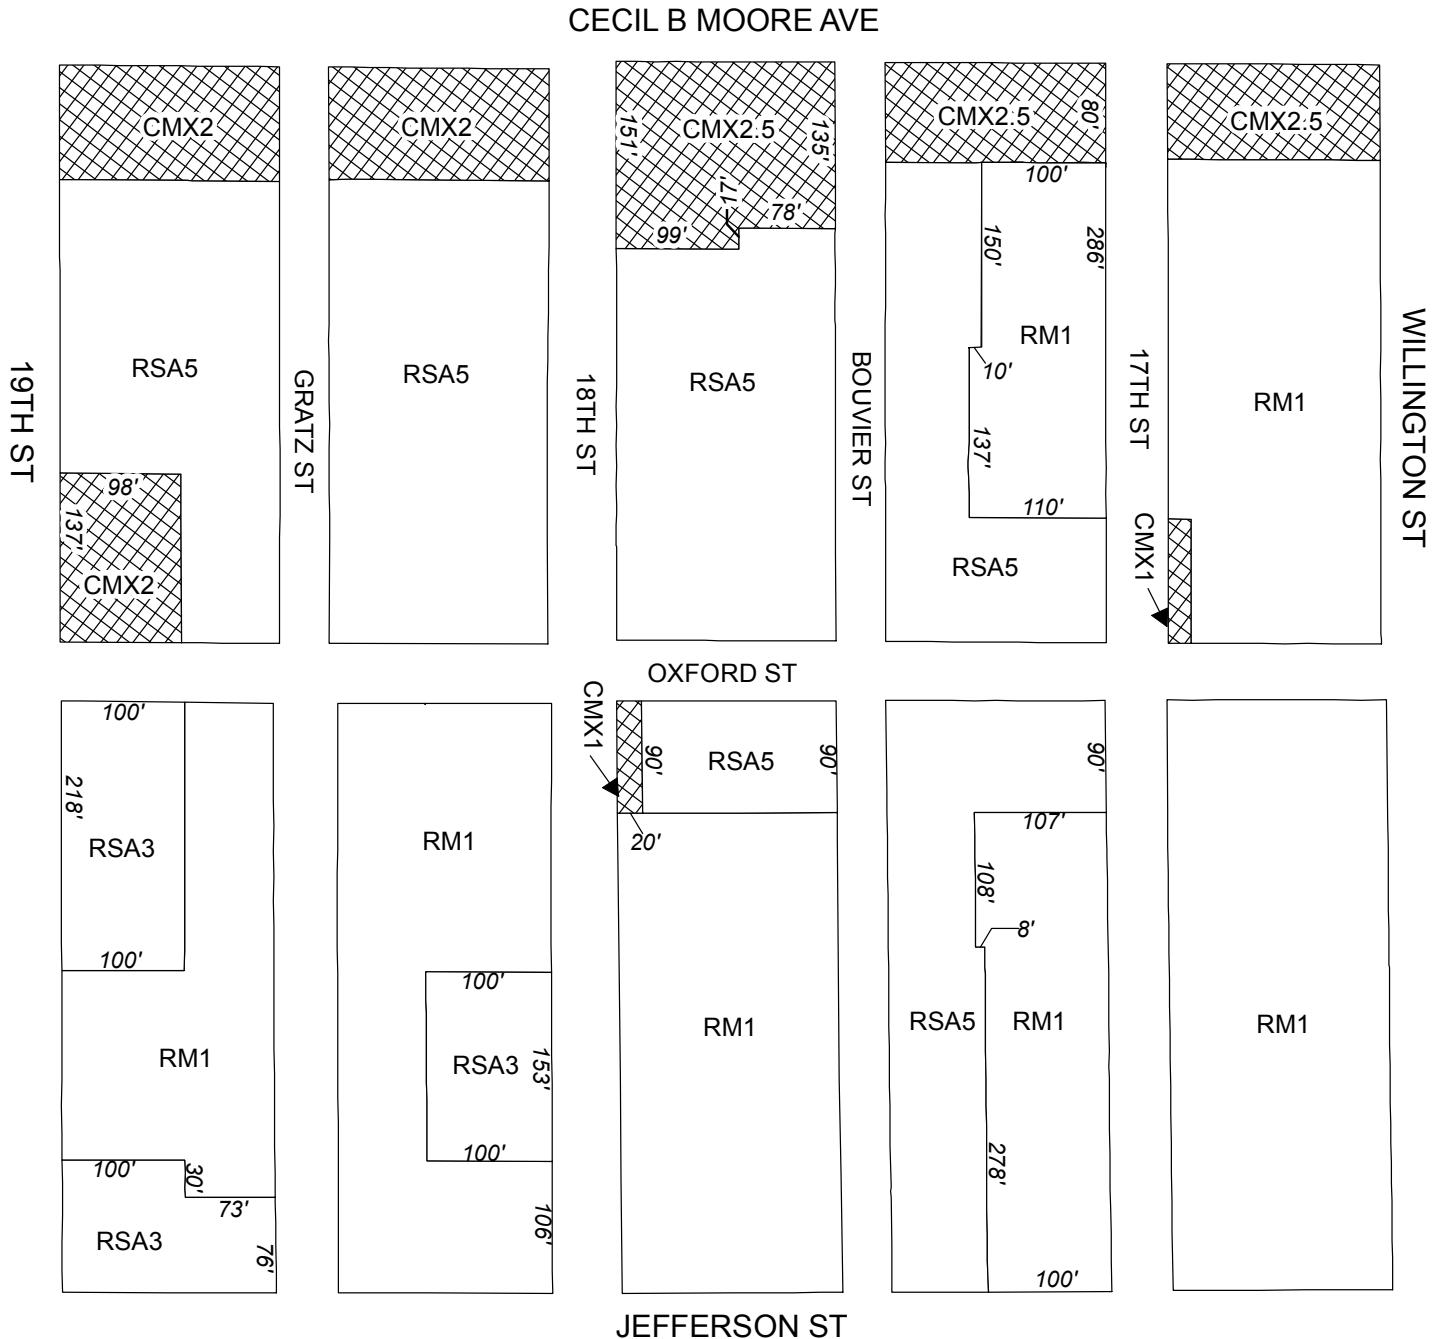 CECIL B MOORE AVE
CMX2
CMX2
151'
CMX2.5
135'
CMX2.5
80'
CMX2.5
17'
78'
99'
100'
150'
286'
RSA5
RSA5
RSA5
RM1
10'
RM1
19TH ST
GRATZ ST
18TH ST
BOUVIER ST
17TH ST
WILLINGTON ST
137'
110'
98'
137'
CMX2
RSA5
CMX1
OXFORD ST
100'
218'
RSA3
100'
RM1
100'
30'
73'
RSA3
76'
RM1
100'
RSA3
153'
100'
106'
CMX1
90'
RSA5
90'
20'
RM1
90'
107'
108'
8'
RSA5
RM1
278'
100'
RM1
JEFFERSON ST